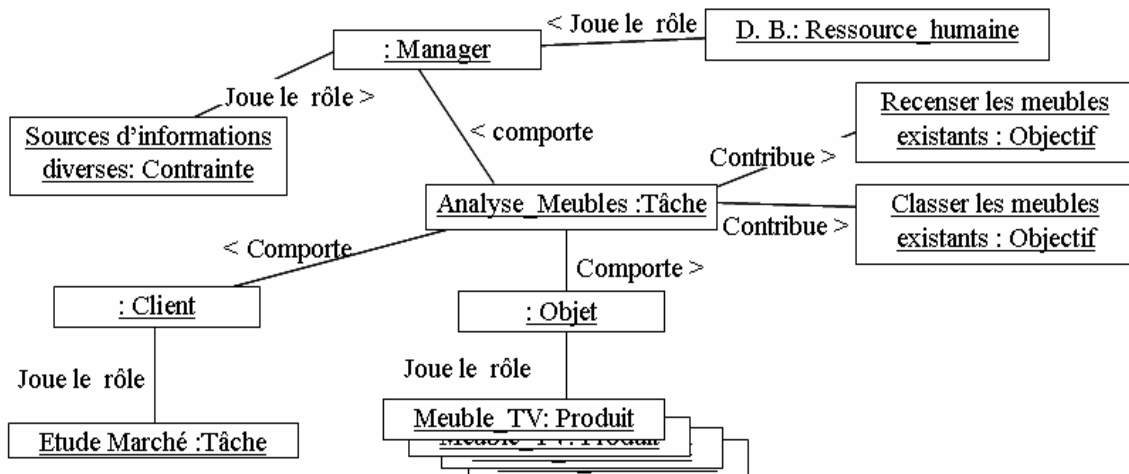 < Joue le rôle
D. B.: Ressource_humaine
: Manager
Joue le rôle >
Recenser les meubles
existants : Objectif
Sources d’informations
diverses: Contrainte
< comporte
Contribue >
Analyse_Meubles :Tâche
Classer les meubles
existants : Objectif
Contribue >
< Comporte
Comporte >
: Client
: Objet
Joue le rôle
Joue le rôle
Meuble_TV: Produit
Etude Marché :Tâche
Meuble_TV: Produit